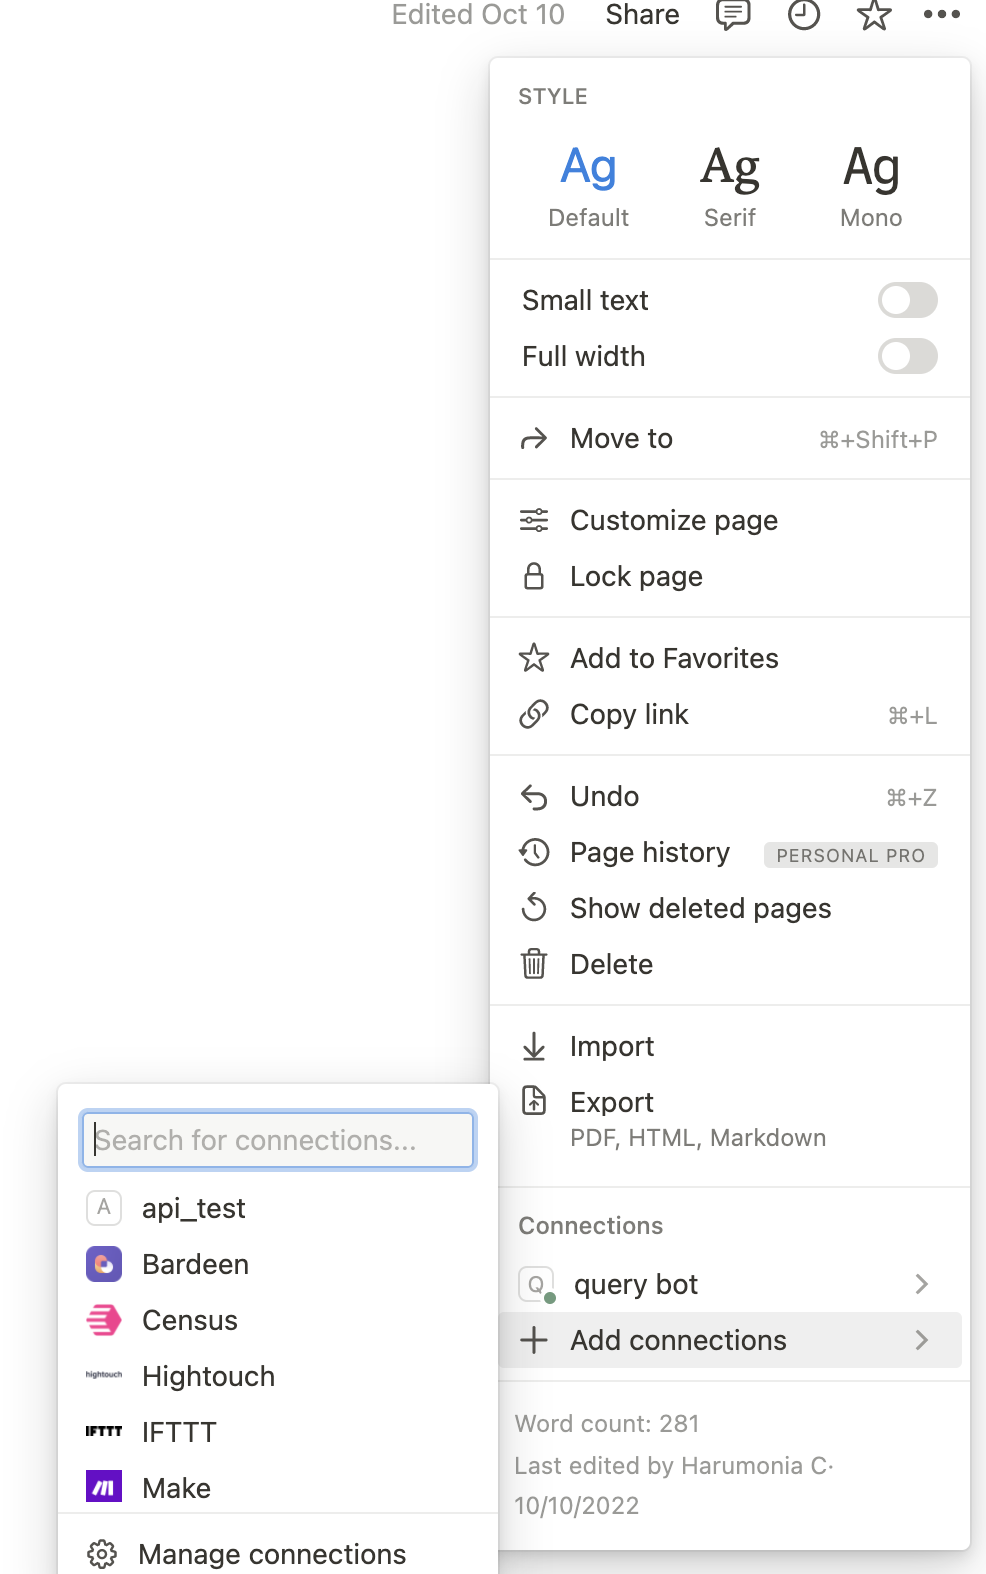 Edited Oct 10 Share
STYLE
Ag Ag Ag
Default Serif Mono
Small text
Full width
Move to ⌘+Shift+P
Customize page
Lock page
Add to Favorites
Copy link ⌘+L
Undo ⌘+Z
Page history PERSONAL PRO
Show deleted pages
Delete
Import
Export
PDF, HTML, Markdown
Connections
Q query bot
Add connections
Word count: 281
Last edited by Harumonia C·
10/10/2022
Search for connections...
A api_test
Bardeen
Census
hightouch Hightouch
IFTTT IFTTT
Make
Manage connections